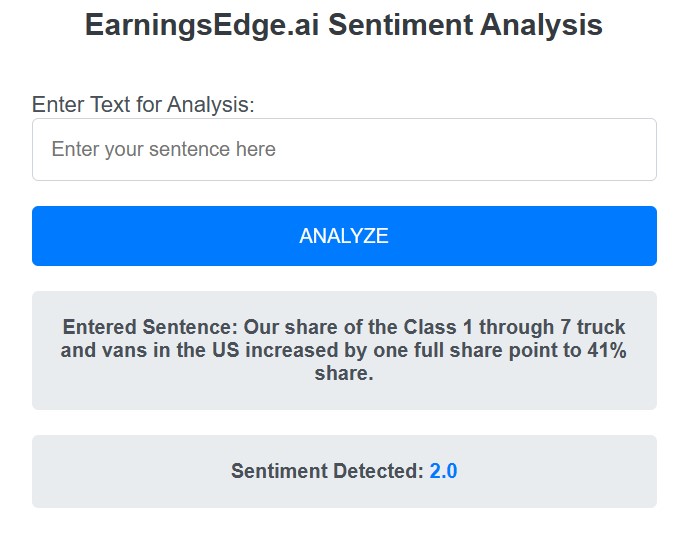 EarningsEdge.ai Sentiment Analysis
Enter Text for Analysis:
Enter your sentence here
ANALYZE
Entered Sentence: Our share of the Class 1 through 7 truck
and vans in the US increased by one full share point to 41%
share.
Sentiment Detected: 2.0